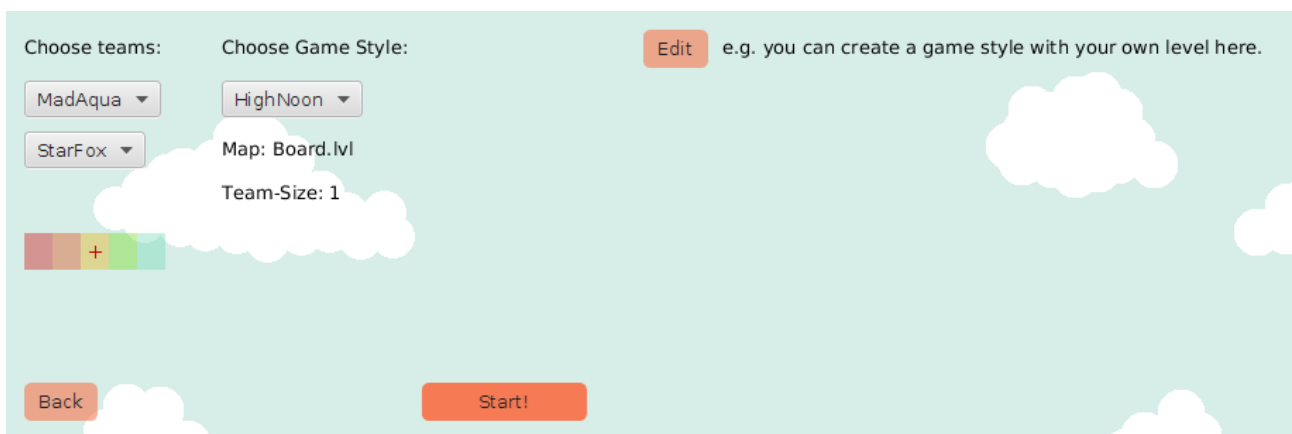 Choose teams: Choose Game Style: Edit e.g. you can create a game style with your own level here.
MadAqua HighNoon
StarFox Map: Board.lvl
Team-Size: 1
+
Back Start!